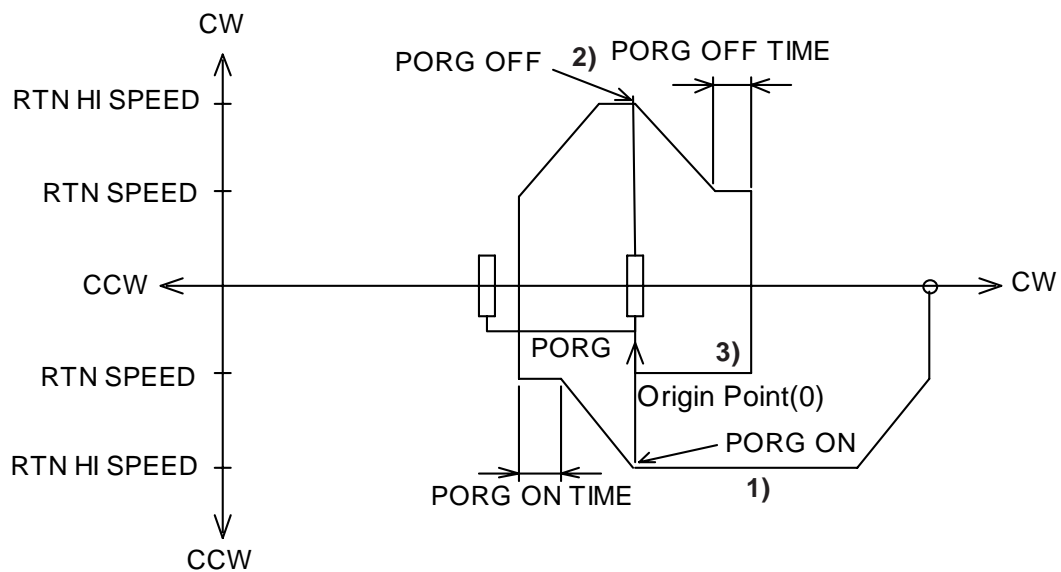 CW
PORG OFF
2)
PORG OFF TIME
RTN HI SPEED
RTN SPEED
CCW
CW
PORG
3)
RTN SPEED
Origin Point(0)
PORG ON
RTN HI SPEED
1)
PORG ON TIME
CCW